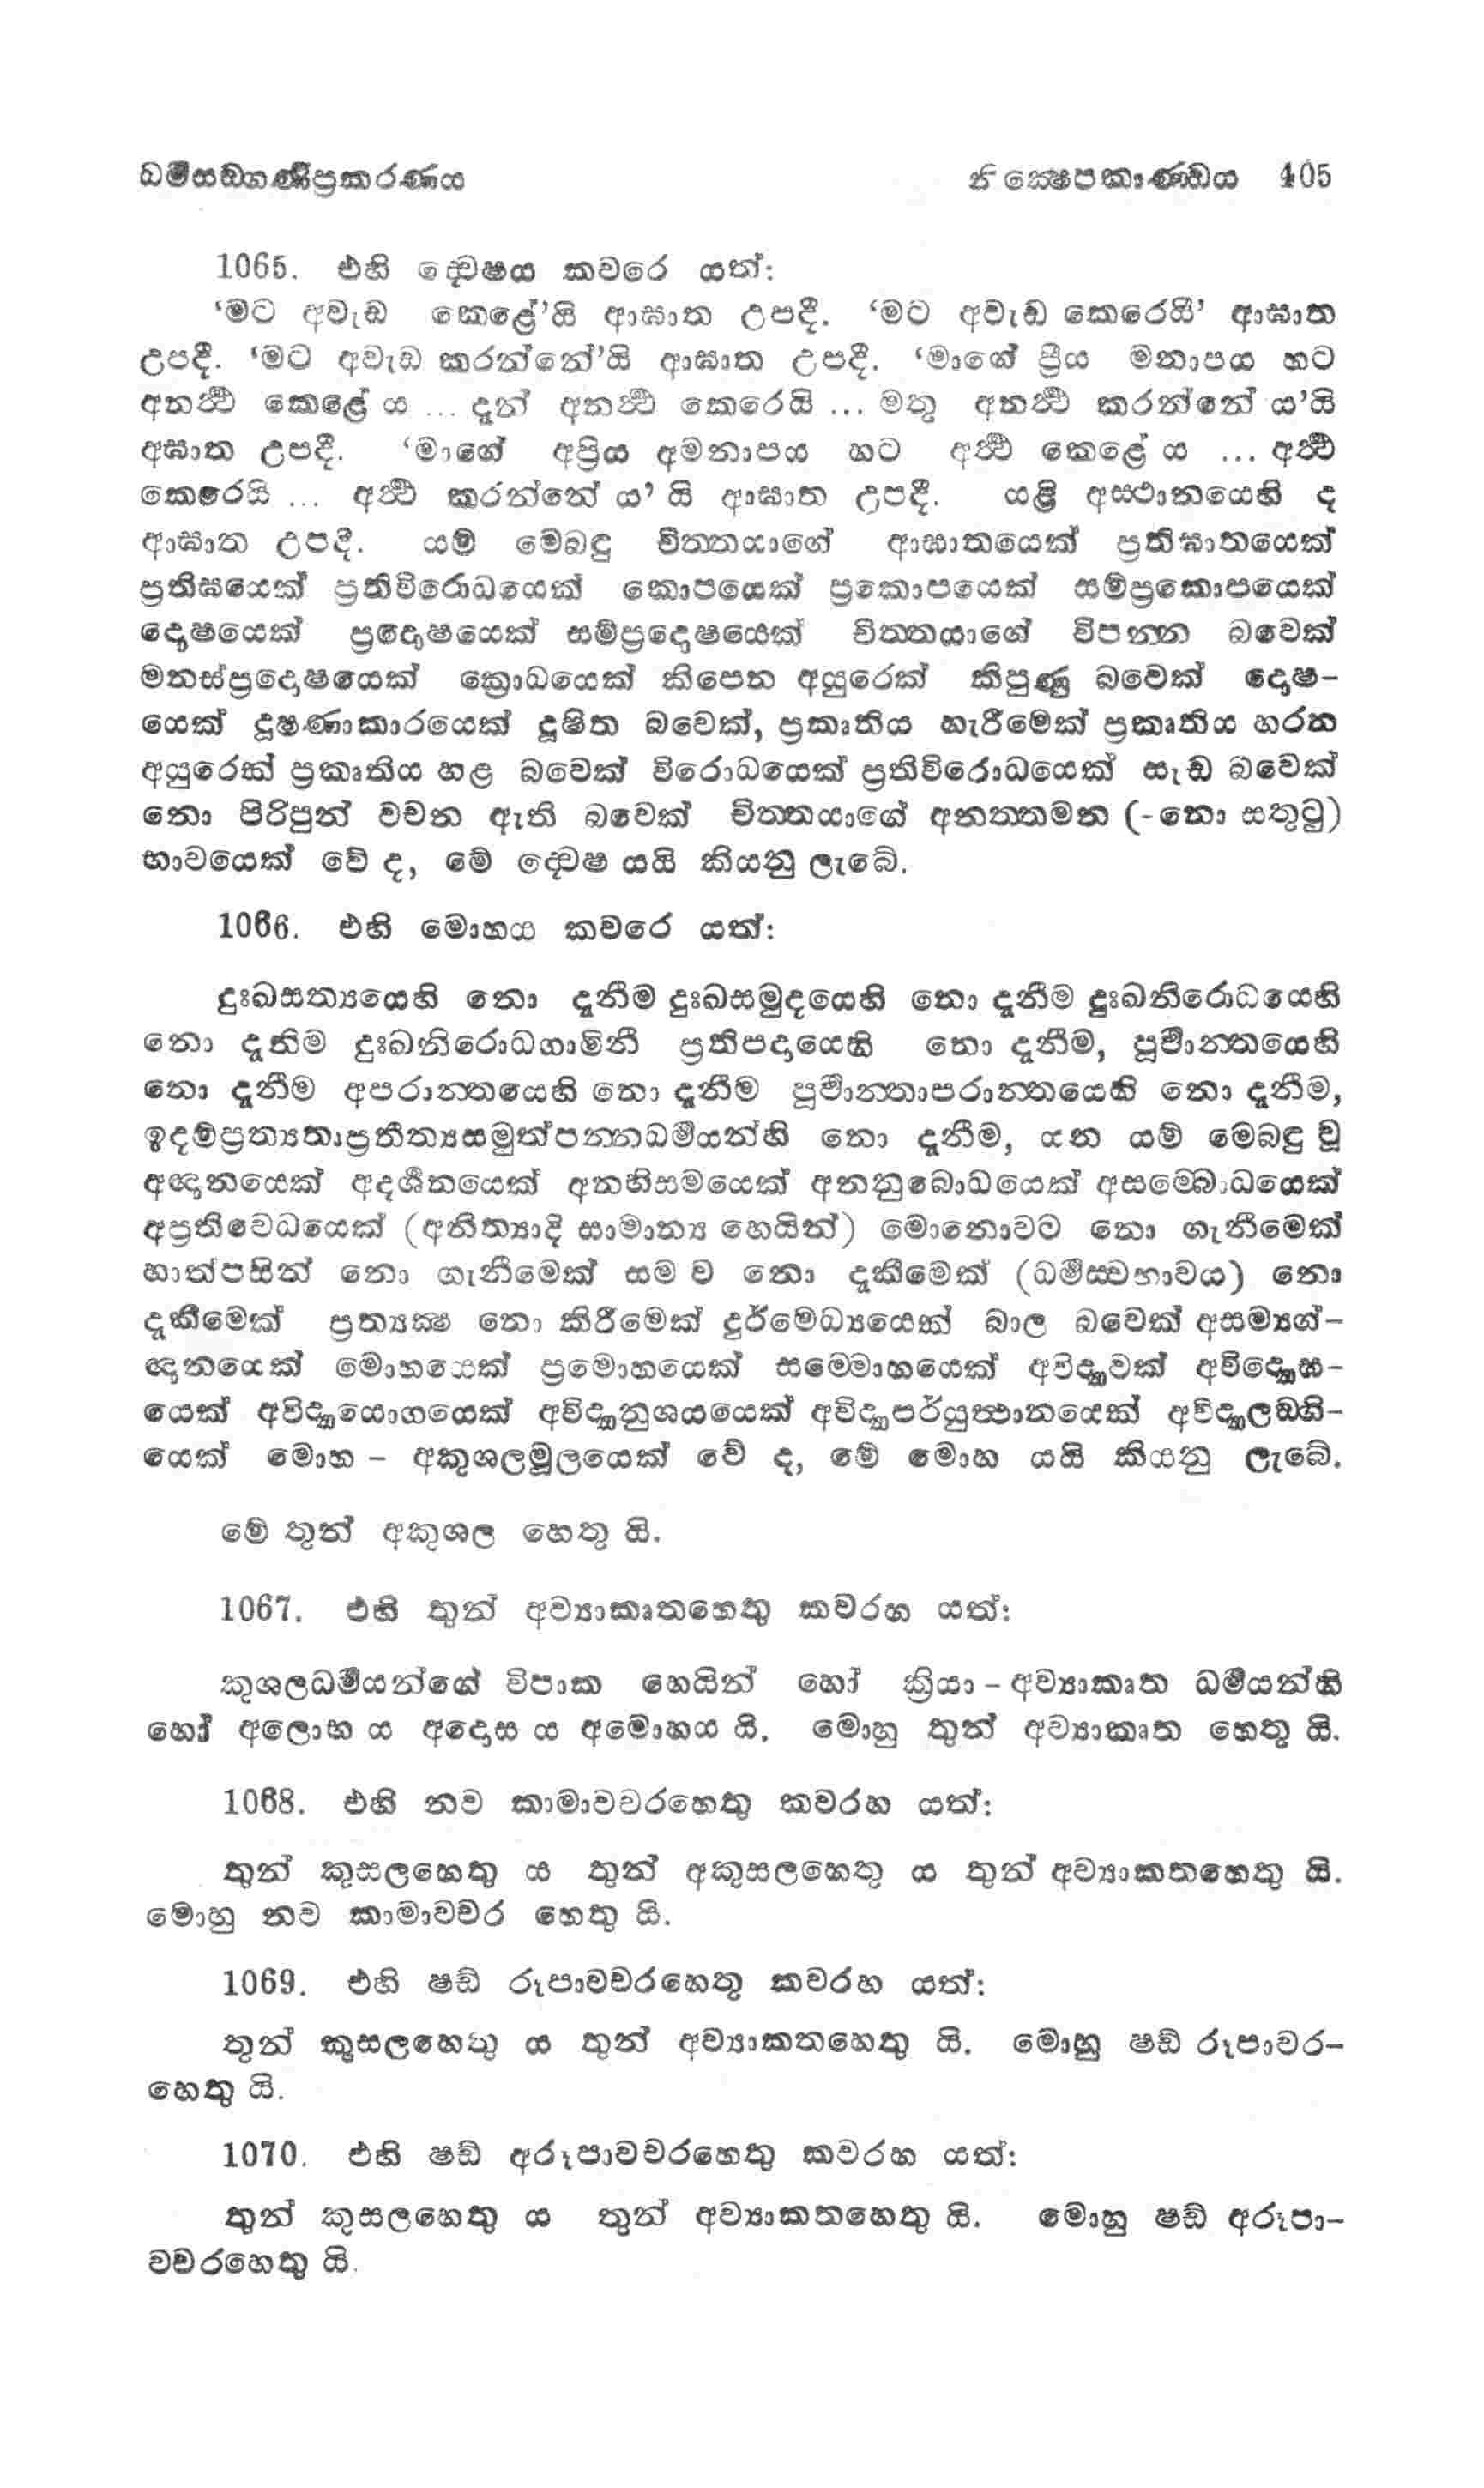 ධර්මසඞ්ගණිප්‍රකරණය නික්ෂෙපකාණ්ඩය 405
1065. එහි ද්වෙෂය කවරෙ යත්:
‘මට අවැඩ කෙළේ’යි ආඝාත උපදී. ‘මට අවැඩ කෙරෙයි’ ආඝාත
උපදී. ‘මට අවැඩ කරන්නේ’යි ආඝාත උපදී. ‘මාගේ ප්‍රිය මනාපය හට
අනර්ථ කෙළේ ය ... දැන් අනර්ථ කෙරෙයි ... මතු අනර්ථ කරන්නේ ය’යි
අඝාත උපදී. ‘මාගේ අප්‍රිය අමනාපය හට අර්ථ කෙළේ ය ... අර්ථ
කෙරෙයි ... අර්ථ කරන්නේ ය’ යි ආඝාත උපදී. යළි අස්ථානයෙහි ද
ආඝාත උපදී. යම් මෙබඳු චිත්තයාගේ ආඝාතයෙක් ප්‍රතිඝාතයෙක්
ප්‍රතිඝයෙක් ප්‍රතිවිරොධයෙක් කොපයෙක් ප්‍රකොපයෙක් සම්ප්‍රකොපයෙක්
දොෂයෙක් ප්‍රදොෂයෙක් සම්ප්‍රදොෂයෙක් චිත්තයාගේ විපන්න බවෙක්
මනස්ප්‍රදොෂයෙක් ක්‍රොධයෙක් කිපෙන අයුරෙක් කිපුණු බවෙක් දොෂ-
යෙක් දූෂණාකාරයෙක් දූෂිත බවෙක්, ප්‍රකෘතිය හැරීමෙක් ප්‍රකෘතිය හරන
අයුරෙක් ප්‍රකෘතිය හළ බවෙක් විරොධයෙක් ප්‍රතිවිරොධයෙක් සැඩ බවෙක්
නො පිරිපුන් වචන ඇති බවෙක් චිත්තයාගේ අනත්තමන (-නො සතුටු)
භාවයෙක් වේ ද, මේ ද්වෙෂ යයි කියනු ලැබේ.
1066. එහි මොහය කවරෙ යත්:
දුඃඛසත්‍යයෙහි නො දැනීම දුඃඛසමුදයෙහි නො දැනීම දුඃඛනිරොධයෙහි
නො දැනිම දුඃඛනිරොධගාමිනී ප්‍රතිපදායෙහි නො දැනීම, පූර්වාන්තයෙහි
නො දැනීම අපරාන්තයෙහි නො දැනීම පූර්වාන්තාපරාන්තයෙහි නො දැනීම,
ඉදම්ප්‍රත්‍යතාප්‍රතීත්‍යසමුත්පන්නධර්මයන්හි නො දැනීම, යන යම් මෙබඳු වූ
අඥානයෙක් අදර්ශනයෙක් අනභිසමයෙක් අනනුබොධයෙක් අසම්බොධයෙක්
අප්‍රතිවෙධයෙක් (අනිත්‍යාදි සාමාන්‍ය හෙයින්) මොනොවට නො ගැනීමෙක්
හාත්පසින් නො ගැනීමෙක් සම ව නො දැකීමෙක් (ධර්මස්වභාවය) නො
දැකීමෙක් ප්‍රත්‍යක්ෂ නො කිරීමෙක් දුර්මෙධ්‍යයෙක් බාල බවෙක් අසම්‍යග්-
ඥානයෙක් මොහයෙක් ප්‍රමොහයෙක් සම්මොහයෙක් අවිද්‍යාවක් අවිද්‍යොඝ-
යෙක් අවිද්‍යායොගයෙක් අවිද්‍යානුශයයෙක් අවිද්‍යාපර්යුත්ථානයෙක් අවිද්‍යාලඞ්ගි-
යෙක් මොහ - අකුශලමූලයෙක් වේ ද, මේ මොහ යයි කියනු ලැබේ.
මේ තුන් අකුශල හෙතු යි.
1067. එහි තුන් අව්‍යාකෘතහෙතු කවරහ යත්:
කුශලධර්මයන්ගේ විපාක හෙයින් හෝ ක්‍රියා - අව්‍යාකෘත ධර්මයන්හි
හෝ අලොභ ය අදොස ය අමොහය යි. මොහු තුන් අව්‍යාකෘත හෙතු යි.
1068. එහි නව කාමාවචරහෙතු කවරහ යත්:
තුන් කුසලහෙතු ය තුන් අකුසලහෙතු ය තුන් අව්‍යාකතහෙතු යි.
මොහු නව කාමාවචර හෙතු යි.
1069. එහි ෂඩ් රූපාවචරහෙතු කවරහ යත්:
තුන් කුසලහෙතු ය තුන් අව්‍යාකතහෙතු යි. මොහු ෂඩ් රූපාවර-
හෙතු යි.
1070. එහි ෂඩ් අරූපාවචරහෙතු කවරහ යත්:
තුන් කුසලහෙතු ය තුන් අව්‍යාකතහෙතු යි. මොහු ෂඩ් අරූපා-
වචරහෙතු යි.